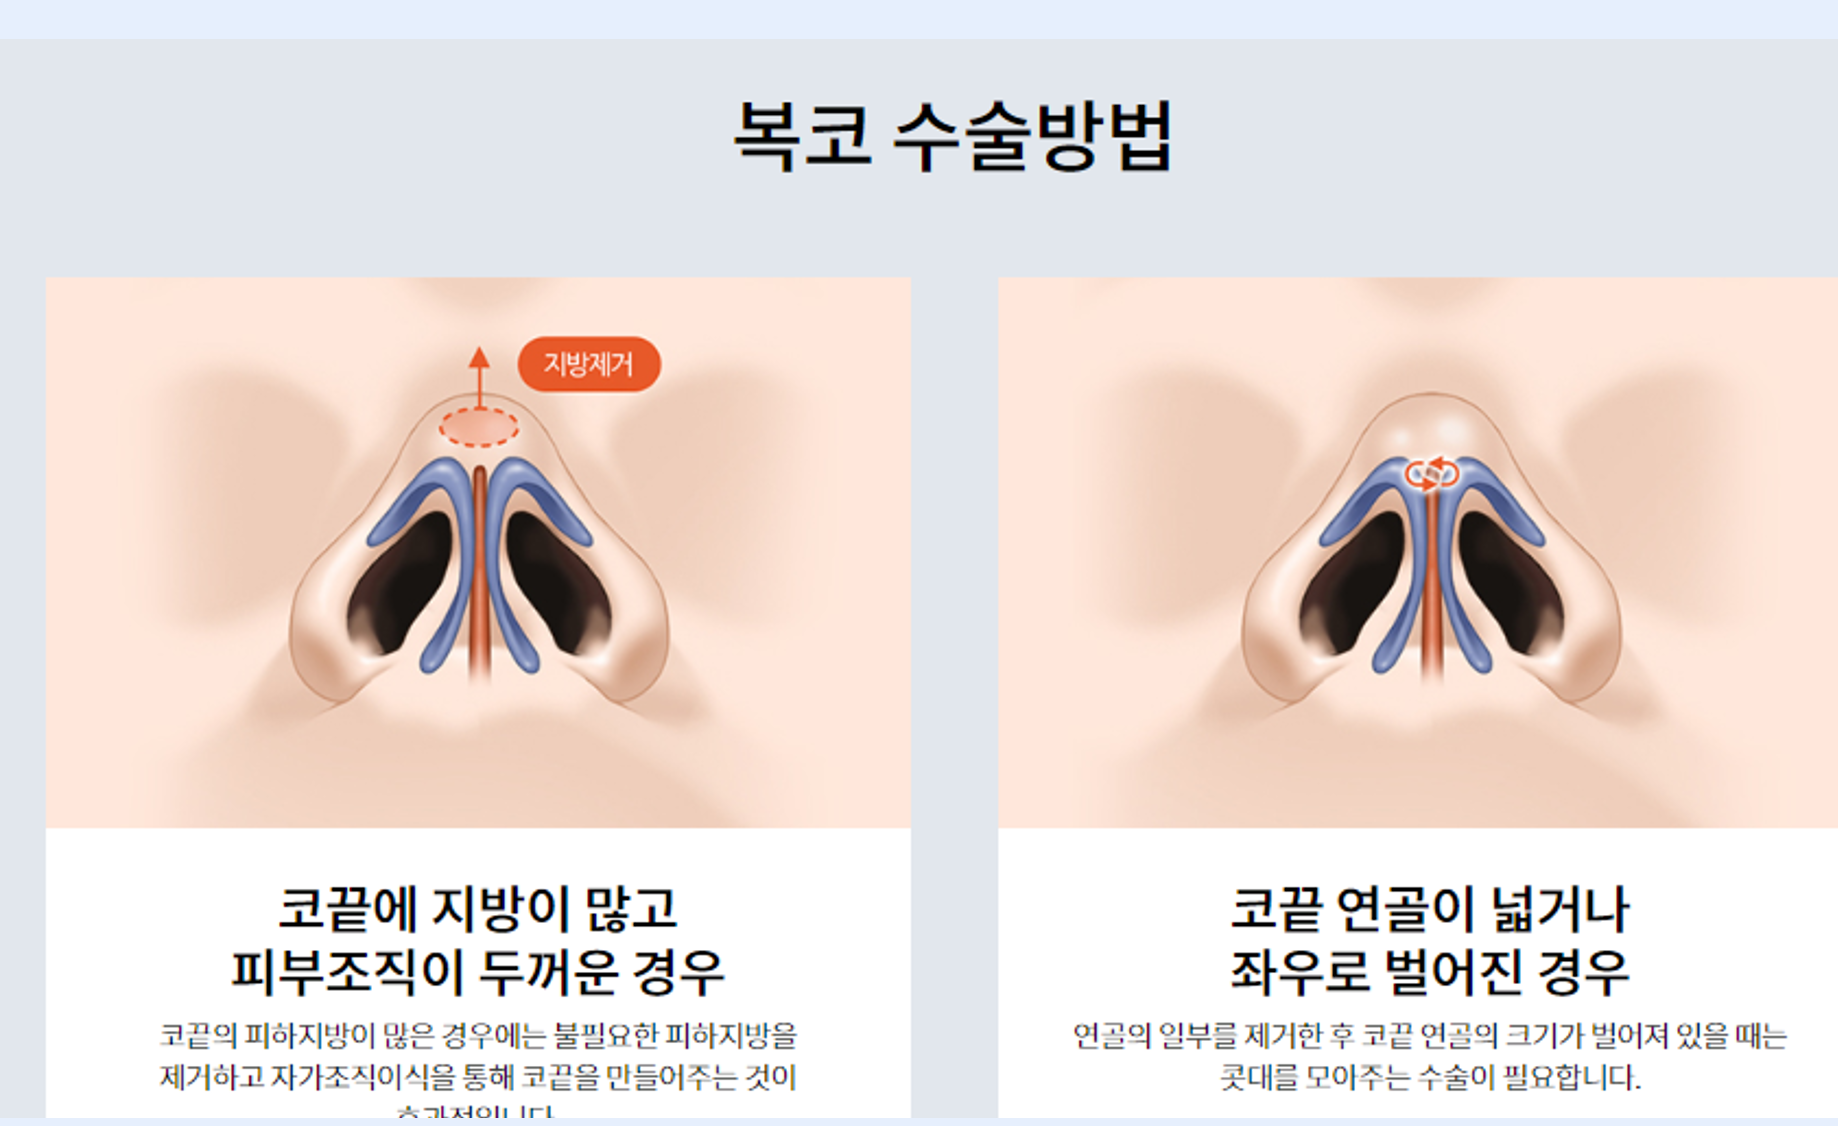 복코 수술방법
지방제거
코끝에 지방이 많고
피부조직이 두꺼운 경우
코끝의 피하지방이 많은 경우에는 불필요한 피하지방을
제거하고 자가조직이식을 통해 코끝을 만들어주는 것이
효과적입니다
코끝 연골이 넓거나
좌우로 벌어진 경우
연골의 일부를 제거한 후 코끝 연골의 크기가 벌어져 있을 때는
콧대를 모아주는 수술이 필요합니다.